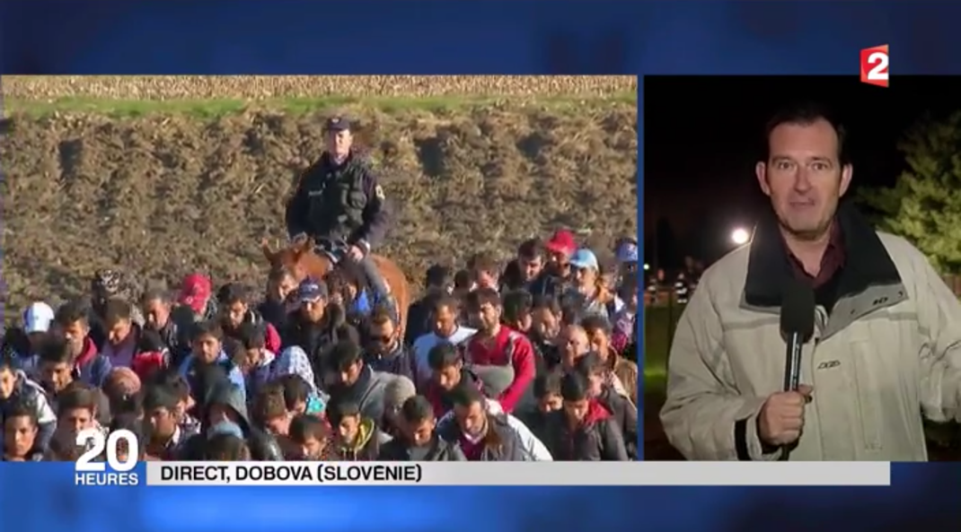 2
20
HEURES
DIRECT, DOBOVA (SLOVENIE)